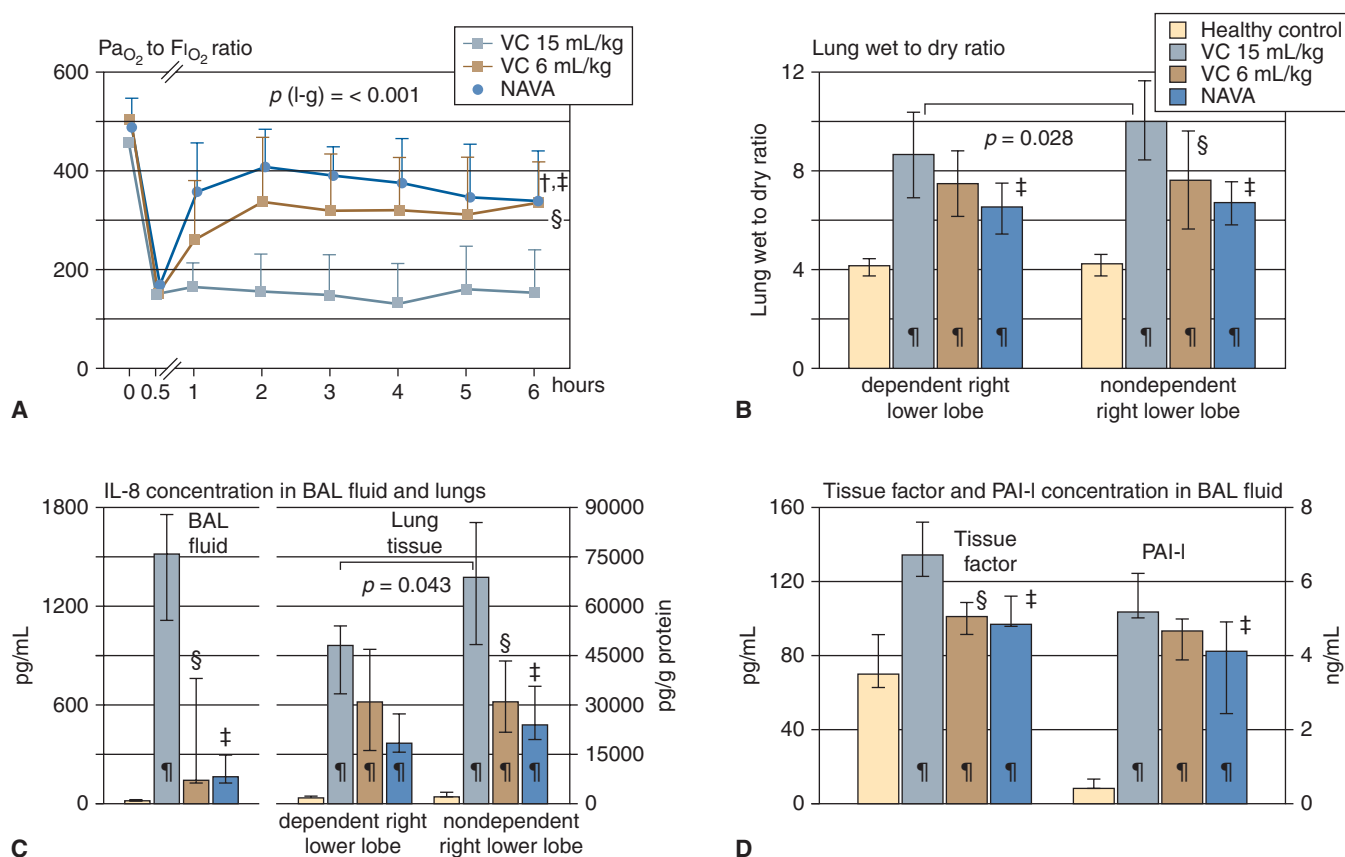 Pa O2 to FI O2 ratio
VC 15 mL/kg
VC 6 mL/kg
NAVA
p (I-g) = < 0.001
600
400
200
0
†,‡
§
0 0.5 1 2 3 4 5 6 hours
A
Healthy control
VC 15 mL/kg
VC 6 mL/kg
NAVA
Lung wet to dry ratio
Lung wet to dry ratio
12
8
4
0
p = 0.028
‡
§
‡
¶ ¶ ¶ ¶ ¶ ¶
dependent right
lower lobe
nondependent
right lower lobe
B
IL-8 concentration in BAL fluid and lungs
pg/mL
1800
1200
600
0
BAL
fluid
Lung
tissue
p = 0.043
§
‡
§
‡
¶ ¶ ¶ ¶ ¶ ¶ ¶
90000
75000
60000
45000
30000
15000
0
pg/g protein
dependent right
lower lobe
nondependent
right lower lobe
C
Tissue factor and PAI-I concentration in BAL fluid
pg/mL
160
120
80
40
0
Tissue
factor
PAI-I
§
‡
‡
¶ ¶ ¶ ¶ ¶ ¶
8
6
4
2
0
ng/mL
D